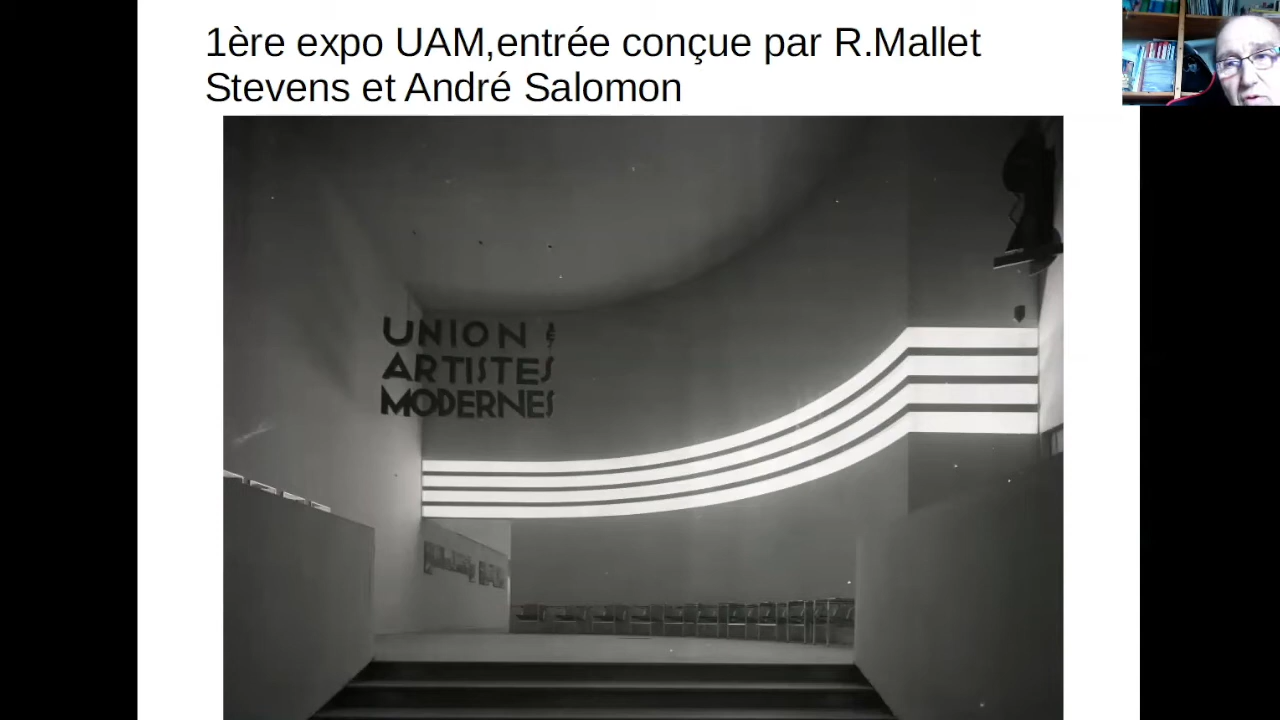 1ère expo UAM,entrée conçue par R.Mallet
Stevens et André Salomon
UNION
ARTISTES
MODERNES